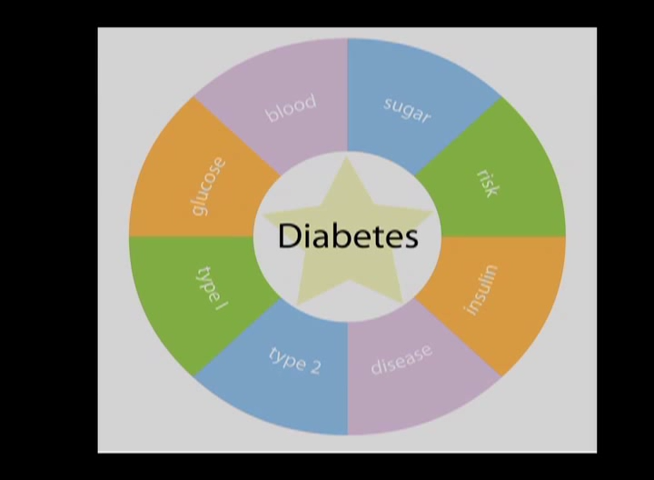 blood
sugar
risk
insulin
disease
type 2
type I
glucose
Diabetes